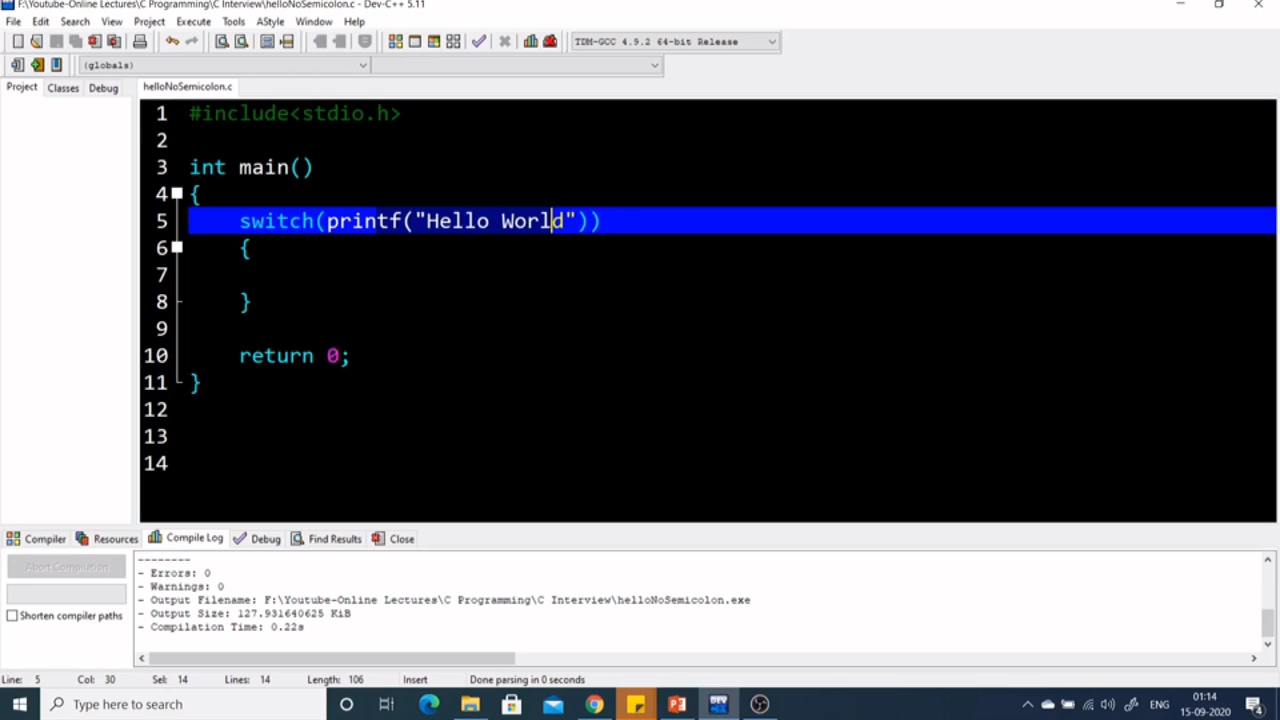 F:\Youtube-Online Lectures\C Programming\C Interview\helloNoSemicolon.c - Dev-C++ 5.11
File Edit Search View Project Execute Tools AStyle Window Help
TDM-GCC 4.9.2 64-bit Release
(globals)
Project Classes Debug helloNoSemicolon.c
1 #include<stdio.h>
2
3 int main()
4 {
5 switch(printf("Hello World"))
6 {
7
8 }
9
10 return 0;
11 }
12
13
14
Compiler Resources Compile Log Debug Find Results Close
Abort Compilation
Shorten compiler paths
--------
- Errors: 0
- Warnings: 0
- Output Filename: F:\Youtube-Online Lectures\C Programming\C Interview\helloNoSemicolon.exe
- Output Size: 127.931640625 KiB
- Compilation Time: 0.22s
Line: 5 Col: 30 Sel: 14 Lines: 14 Length: 106 Insert Done parsing in 0 seconds
Type here to search
DEV
ENG
01:14
15-09-2020
4